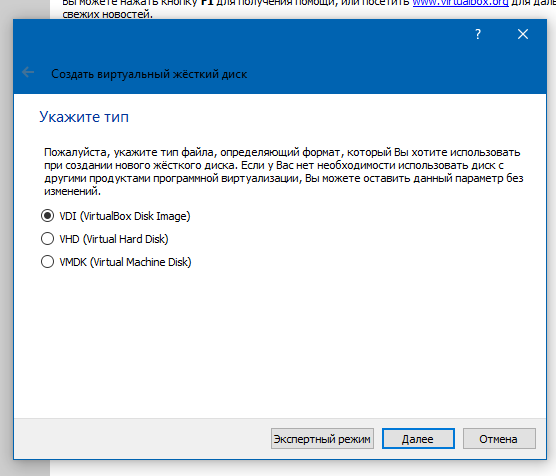 Вы можете нажать кнопку F1 для получения помощи, или посетить www.virtualbox.org для
свежих новостей.
?
Создать виртуальный жёсткий диск
Укажите тип
Пожалуйста, укажите тип файла, определяющий формат, который Вы хотите использовать
при создании нового жёсткого диска. Если у Вас нет необходимости использовать диск с
другими продуктами программной виртуализации, Вы можете оставить данный параметр без
изменений.
VDI (VirtualBox Disk Image)
VHD (Virtual Hard Disk)
VMDK (Virtual Machine Disk)
Экспертный режим Далее Отмена